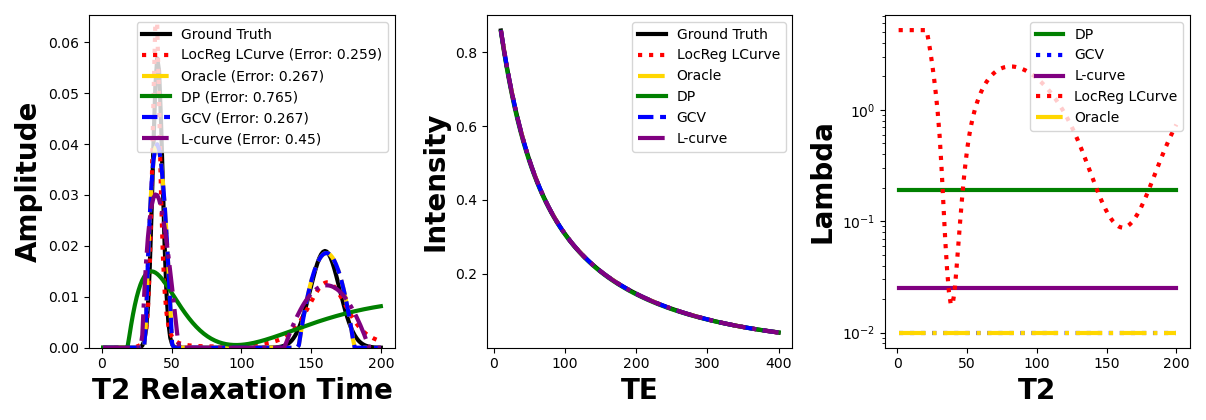 Amplitude
0.06
0.05
0.04
0.03
0.02
0.01
0.00
0
50
100
150
200
T2 Relaxation Time
Ground Truth
LocReg LCurve (Error: 0.259)
Oracle (Error: 0.267)
DP (Error: 0.765)
GCV (Error: 0.267)
L-curve (Error: 0.45)
Intensity
0.8
0.6
0.4
0.2
0
100
200
300
400
TE
Ground Truth
LocReg LCurve
Oracle
DP
GCV
L-curve
Lambda
10⁰
10⁻¹
10⁻²
0
50
100
150
200
T2
DP
GCV
L-curve
LocReg LCurve
Oracle